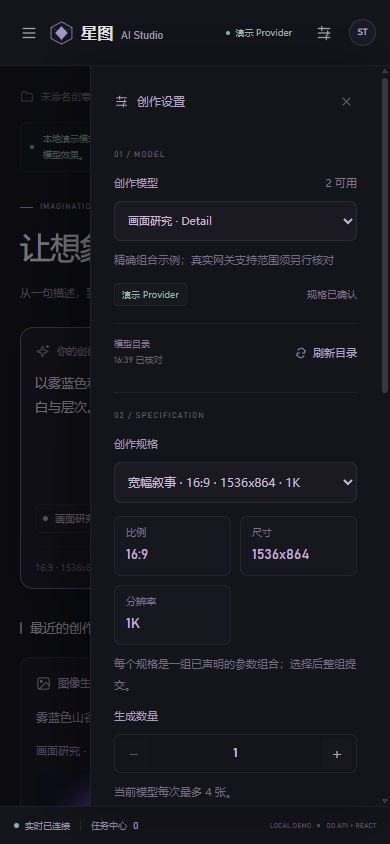 星图 AI Studio
演示 Provider
ST
未命名创
本地演示模
模型效果。
IMAGINATIO
让想象
从一句描述，
你的创
以雾蓝色
白与层次。
画面研
16:9 · 1536x8
最近的创作
图像生
雾蓝色山
画面研究 ·
创作设置
01 / MODEL
创作模型
2 可用
画面研究 · Detail
精确组合示例；真实网关支持范围须另行核对
演示 Provider
规格已确认
模型目录
16:39 已核对
刷新目录
02 / SPECIFICATION
创作规格
宽幅叙事 · 16:9 · 1536x864 · 1K
比例
16:9
尺寸
1536x864
分辨率
1K
每个规格是一组已声明的参数组合；选择后整组提
交。
生成数量
1
当前模型每次最多 4 张。
实时已连接
任务中心 0
LOCAL DEMO • GO API + REACT